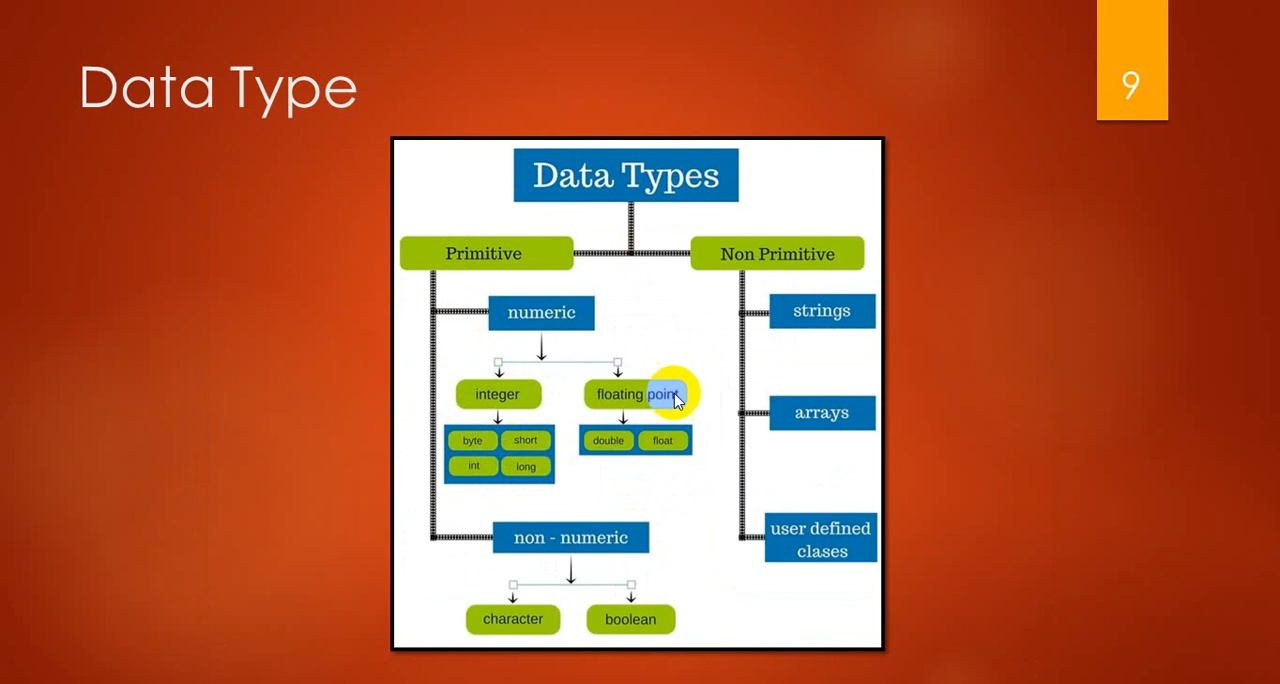 Data Type
9
Data Types
Primitive
Non Primitive
numeric
strings
integer
floating point
arrays
byte
short
double
float
int
long
non - numeric
user defined
clases
character
boolean